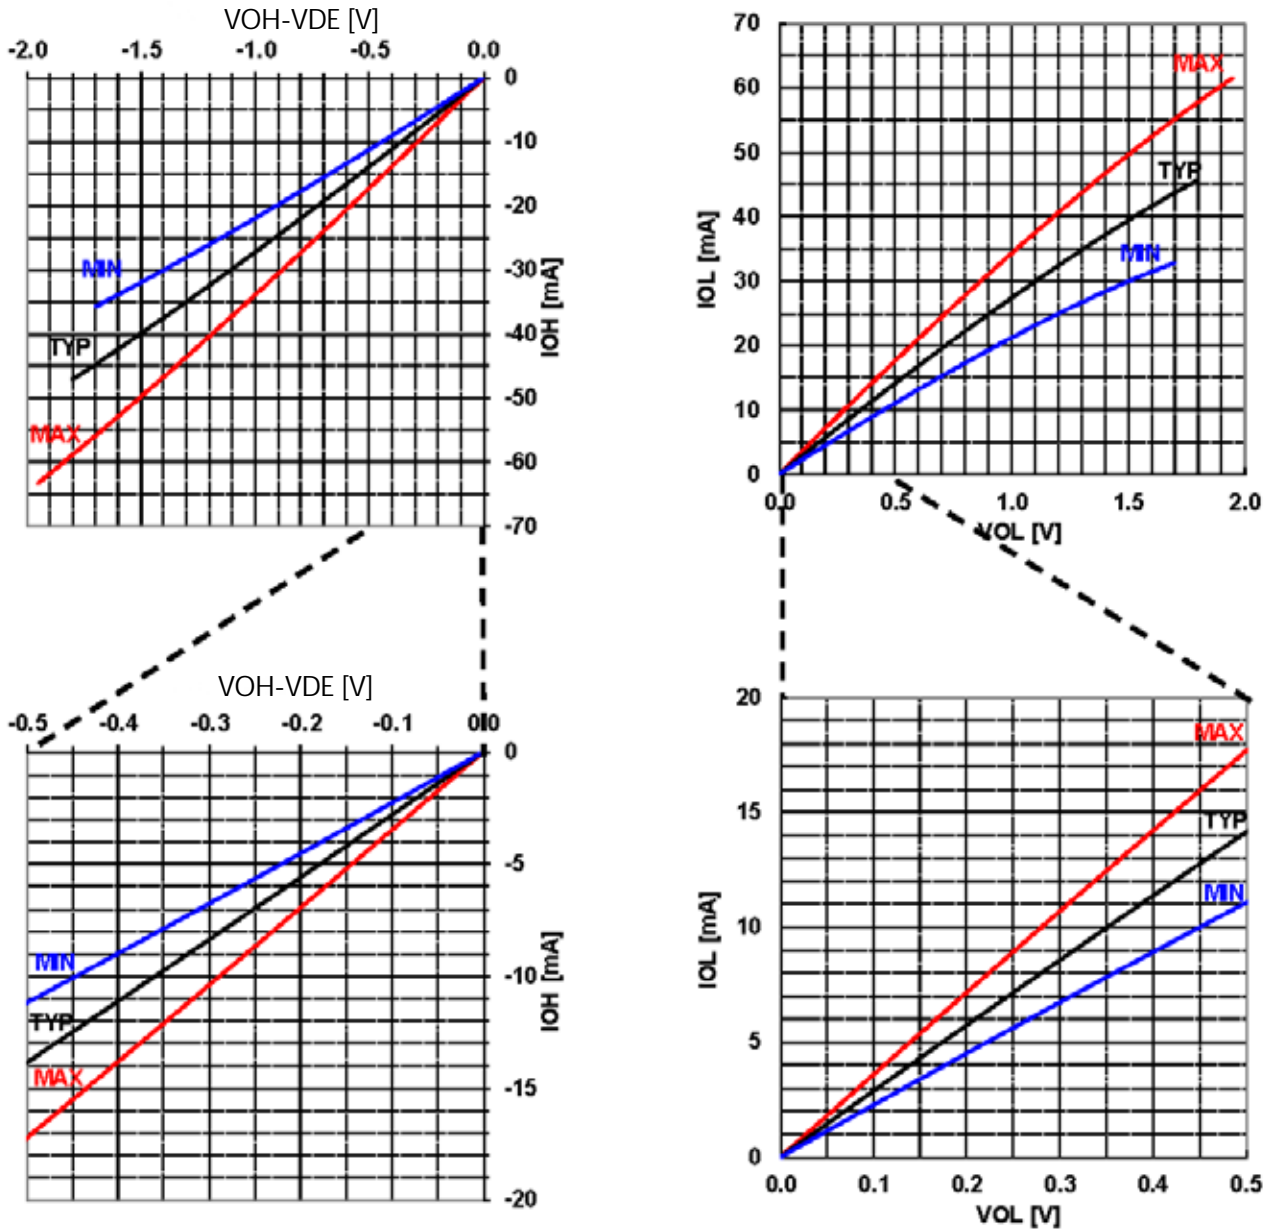 VOH-VDE [V]
-2.0 -1.5 -1.0 -0.5 0.0
0
-10
-20
-30
-40
-50
-60
-70
IOH [mA]
MIN
TYP
MAX
70
60
50
40
30
20
10
0
IOL [mA]
MAX
TYP
MIN
0.0 0.5 1.0 1.5 2.0
VOL [V]
VOH-VDE [V]
-0.5 -0.4 -0.3 -0.2 -0.1 0.0
0
-5
-10
-15
-20
IOH [mA]
MIN
TYP
MAX
20
15
10
5
0
IOL [mA]
MAX
TYP
MIN
0.0 0.1 0.2 0.3 0.4 0.5
VOL [V]